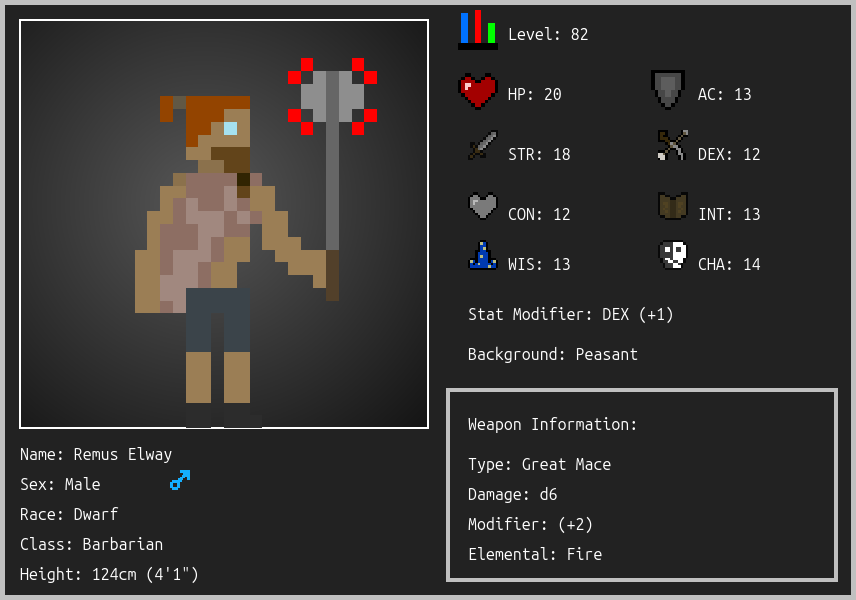 Level: 82
HP: 20
AC: 13
STR: 18
DEX: 12
CON: 12
INT: 13
WIS: 13
CHA: 14
Stat Modifier: DEX (+1)
Background: Peasant
Weapon Information:
Type: Great Mace
Damage: d6
Modifier: (+2)
Elemental: Fire
Name: Remus Elway
Sex: Male
Race: Dwarf
Class: Barbarian
Height: 124cm (4'1")